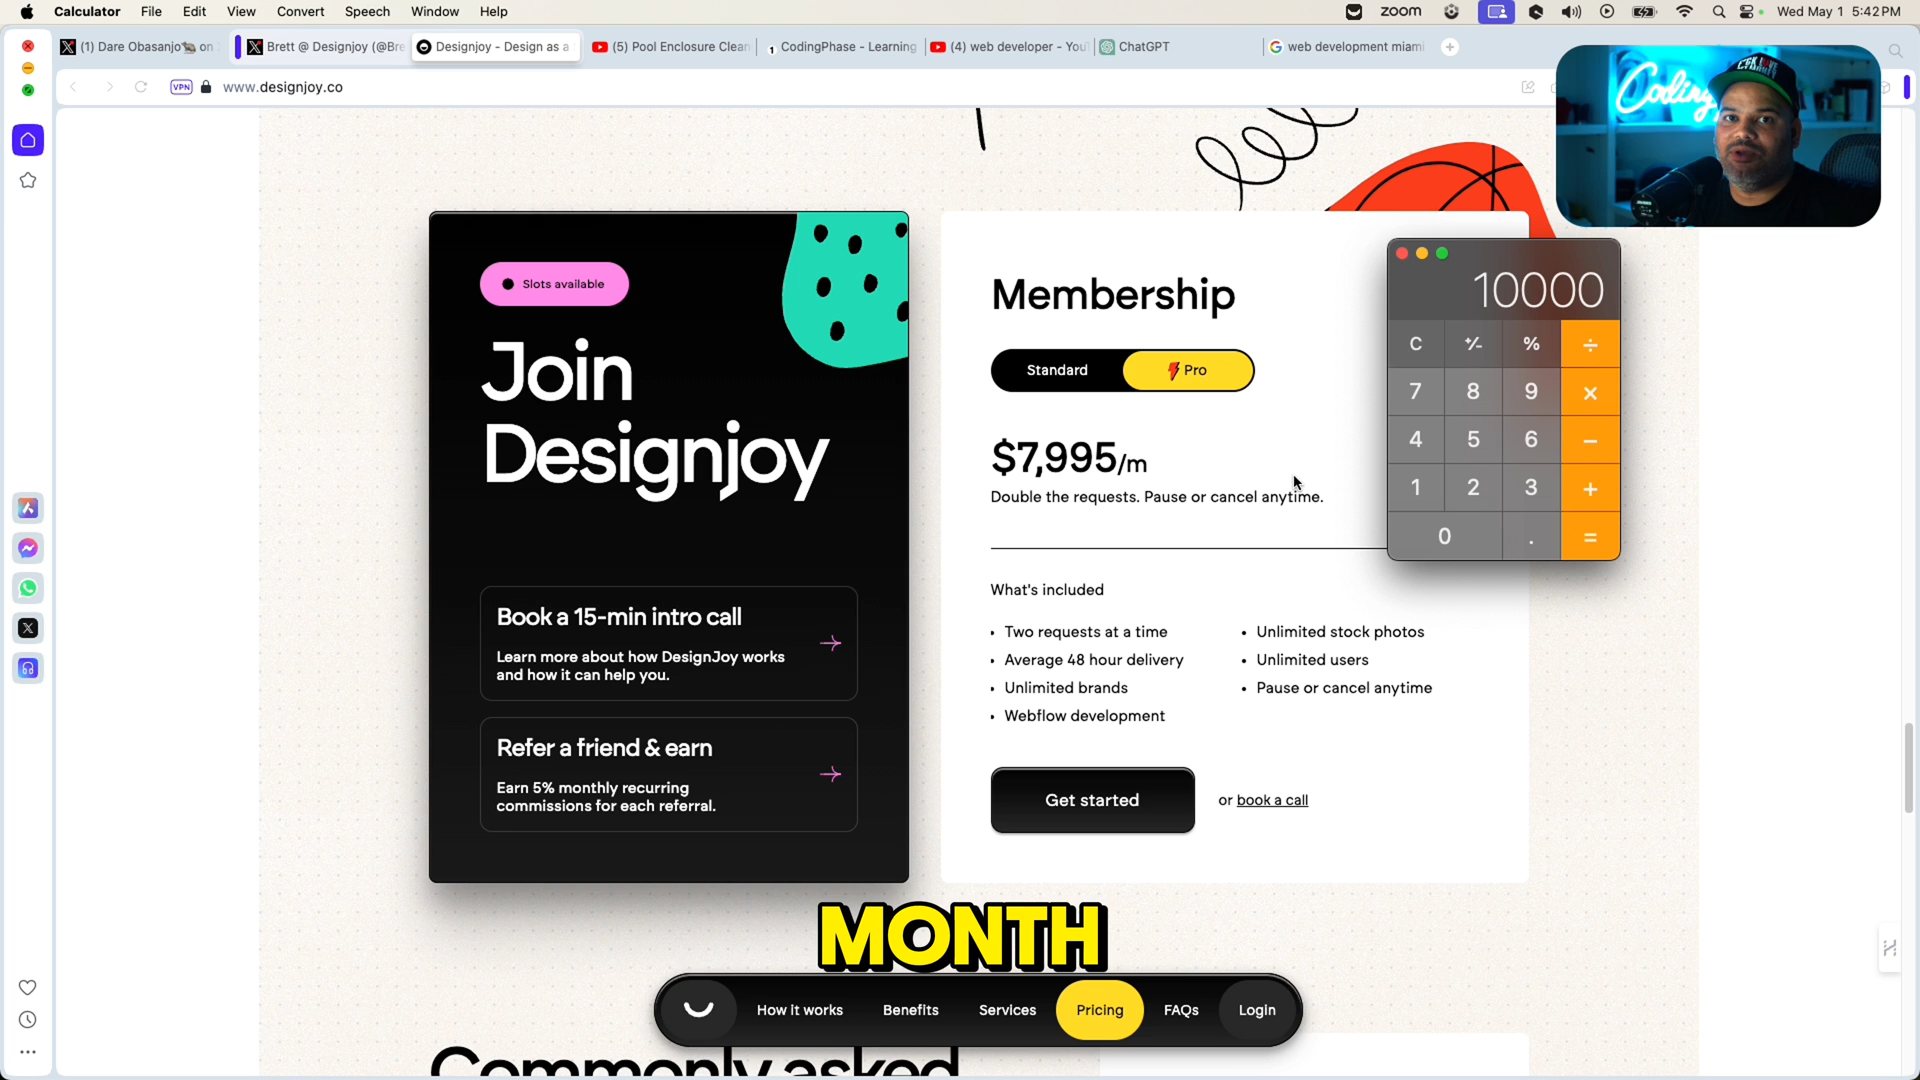 Calculator File Edit View Convert Speech Window Help
zoom
Wed May 1 5:42 PM
(1) Dare Obasanjo🐀 on
Brett @ Designjoy (@Bre
Designjoy - Design as a
(5) Pool Enclosure Clean
CodingPhase - Learning
(4) web developer - You
ChatGPT
web development miami
VPN
www.designjoy.co
Coding
Slots available
Join
Designjoy
Book a 15-min intro call
Learn more about how DesignJoy works
and how it can help you.
Refer a friend & earn
Earn 5% monthly recurring
commissions for each referral.
Membership
Standard
Pro
$7,995/m
Double the requests. Pause or cancel anytime.
What's included
• Two requests at a time
• Average 48 hour delivery
• Unlimited brands
• Webflow development
• Unlimited stock photos
• Unlimited users
• Pause or cancel anytime
Get started
or book a call
10000
C +/- % ÷
7 8 9 ×
4 5 6 −
1 2 3 +
0 . =
MONTH
How it works Benefits Services Pricing FAQs Login
Commonly asked